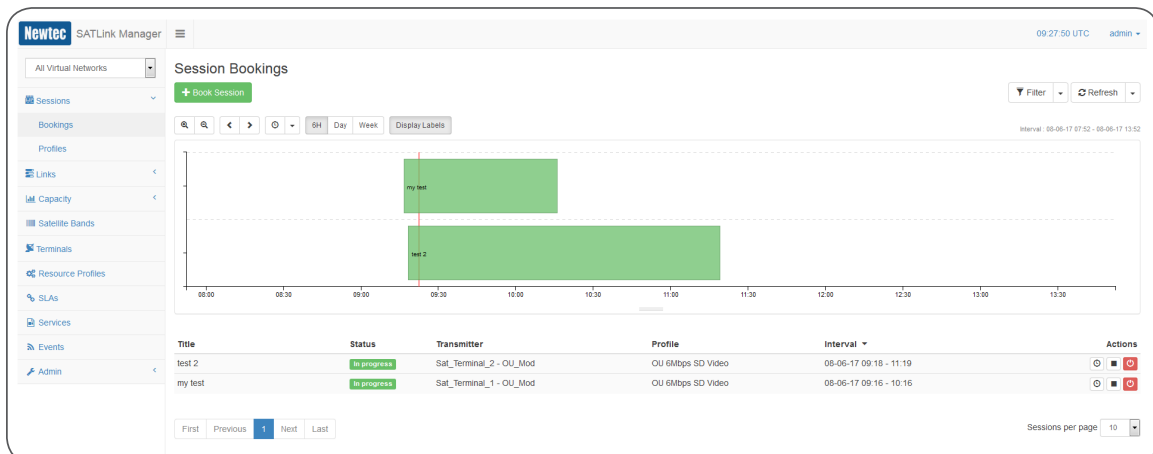 Newtec SATLink Manager 09:27:50 UTC admin
All Virtual Networks
Session Bookings
Book Session Filter Refresh
Sessions
Bookings
Profiles
Links
Capacity
Satellite Bands
Terminals
Resource Profiles
SLAs
Services
Events
Admin
6H Day Week Display Labels
Interval : 08-06-17 07:52 - 08-06-17 13:52
my test
test 2
08:00 08:30 09:00 09:30 10:00 10:30 11:00 11:30 12:00 12:30 13:00 13:30
Title Status Transmitter Profile Interval Actions
test 2 In progress Sat_Terminal_2 - OU_Mod OU 6Mbps SD Video 08-06-17 09:18 - 11:19
my test In progress Sat_Terminal_1 - OU_Mod OU 6Mbps SD Video 08-06-17 09:16 - 10:16
First Previous 1 Next Last Sessions per page 10